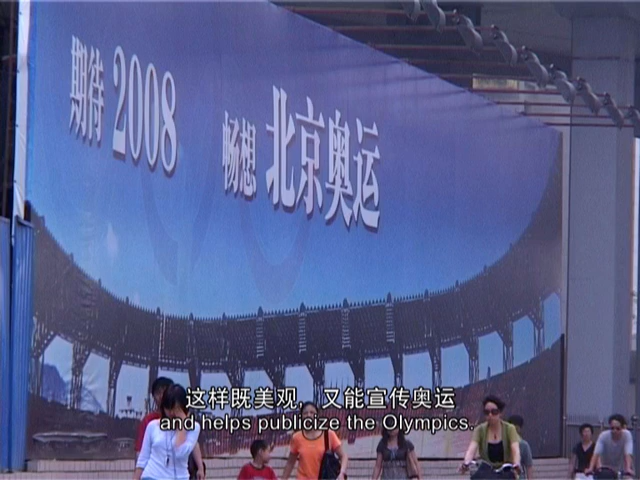 期待 2008 畅想 北京奥运
这样既美观，又能宣传奥运
and helps publicize the Olympics.